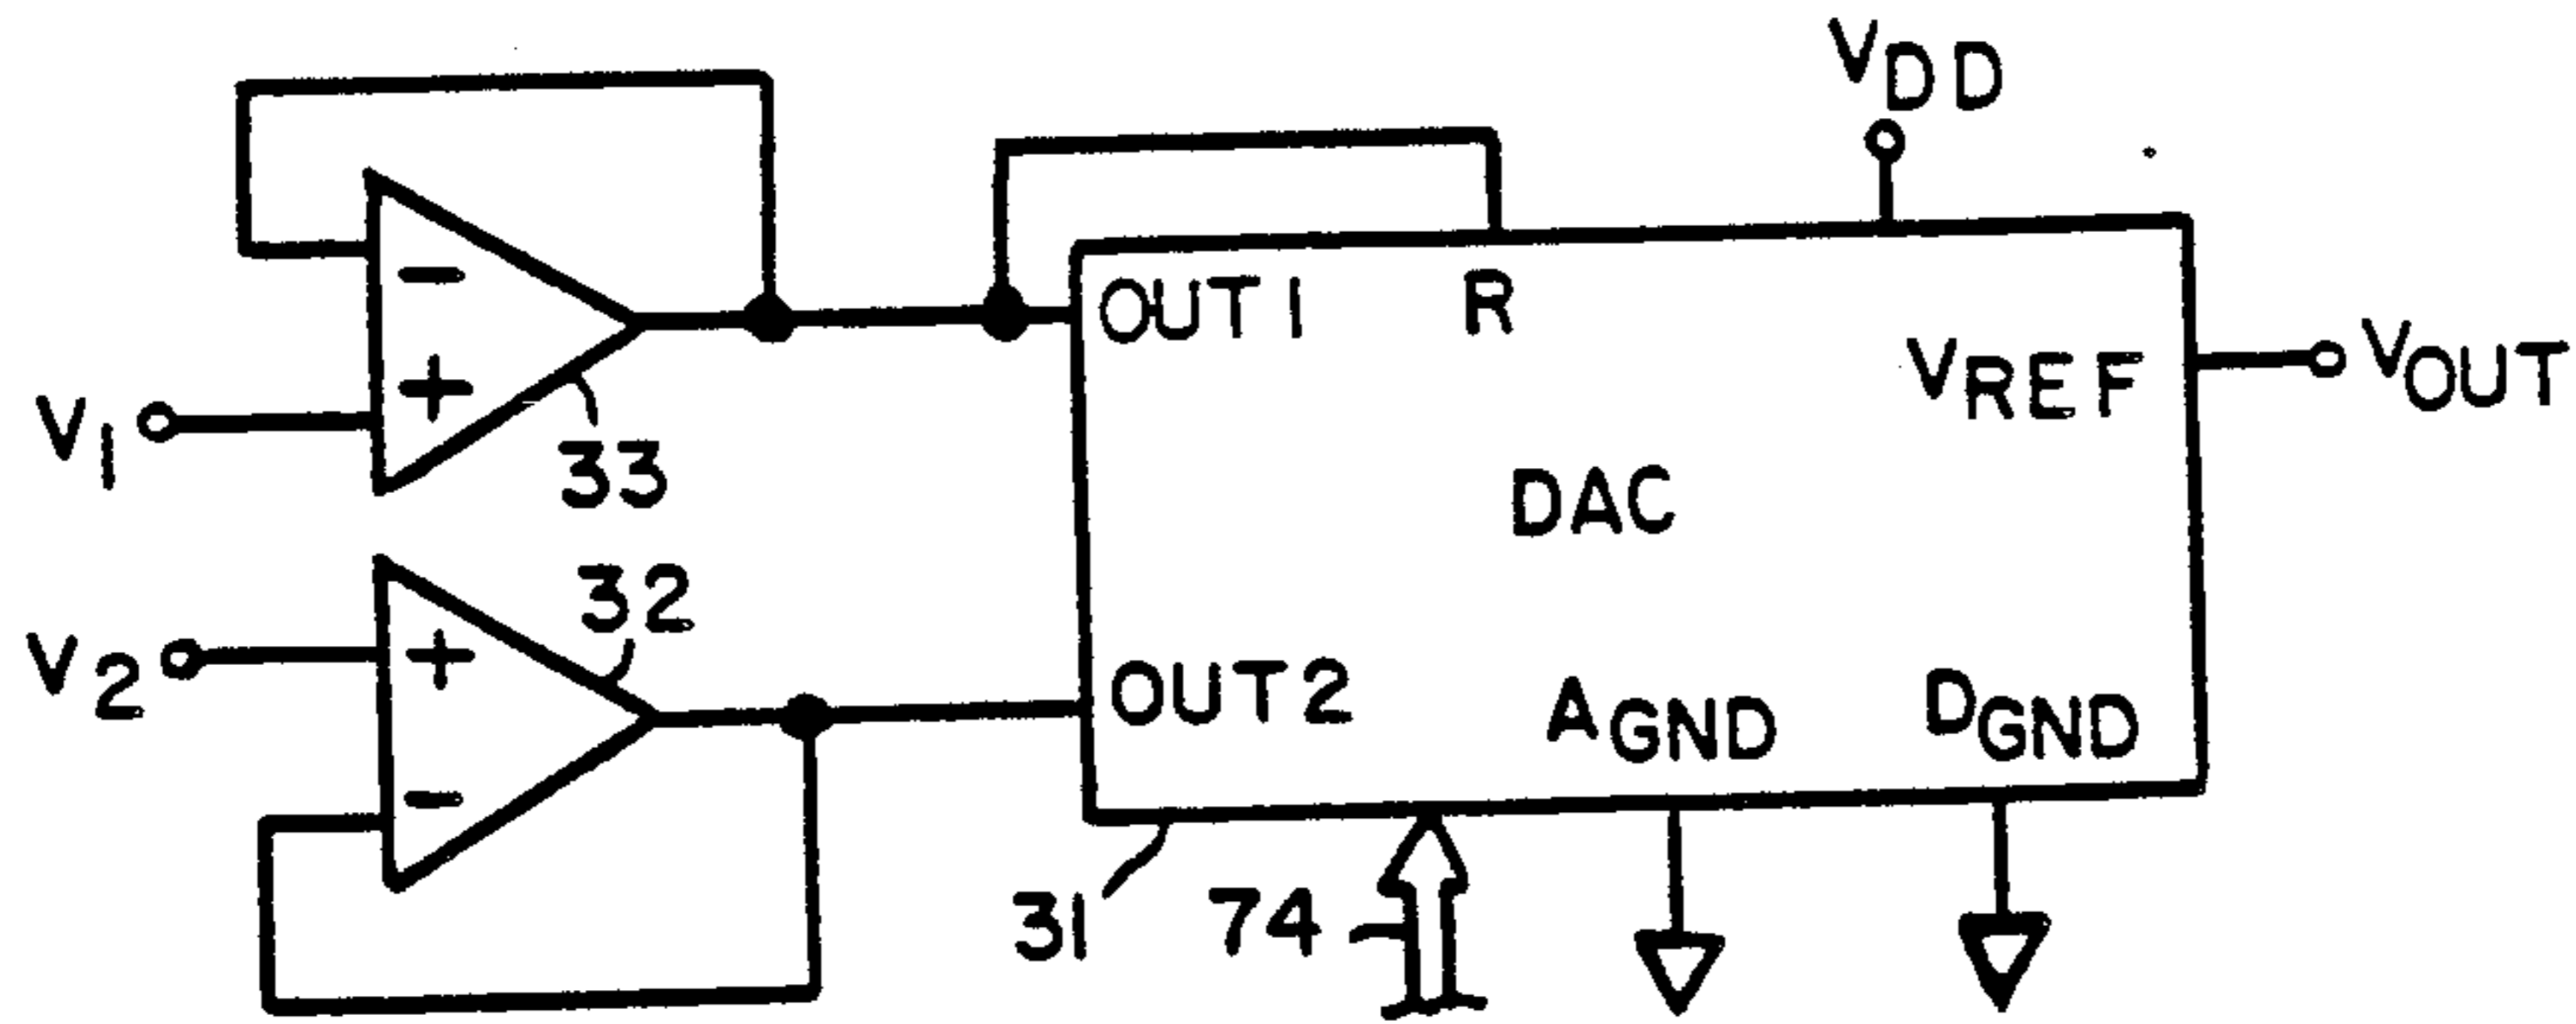 VDD
OUT1
R
VREF
VOUT
V1
33
DAC
32
V2
OUT2
AGND
DGND
31
74